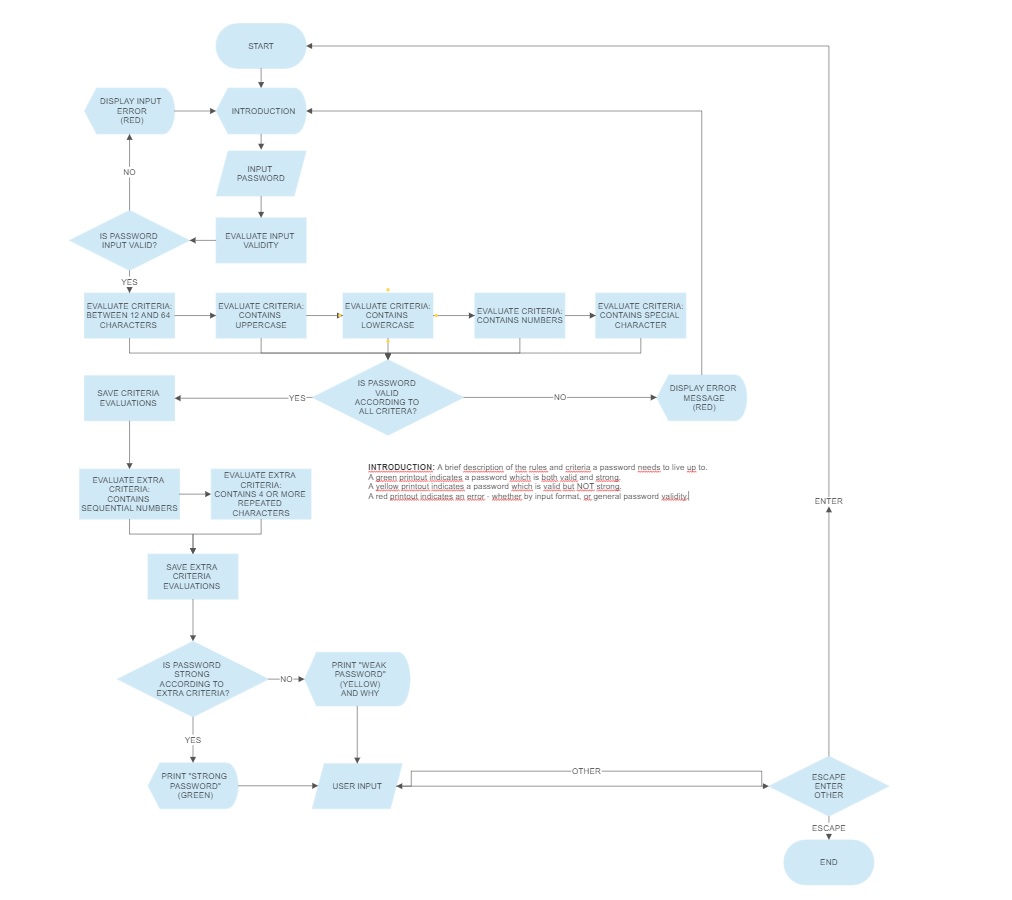 START
DISPLAY INPUT
ERROR
(RED)
INTRODUCTION
INPUT
PASSWORD
NO
IS PASSWORD
INPUT VALID?
EVALUATE INPUT
VALIDITY
YES
EVALUATE CRITERIA:
BETWEEN 12 AND 64
CHARACTERS
EVALUATE CRITERIA:
CONTAINS
UPPERCASE
EVALUATE CRITERIA:
CONTAINS
LOWERCASE
EVALUATE CRITERIA:
CONTAINS NUMBERS
EVALUATE CRITERIA:
CONTAINS SPECIAL
CHARACTER
SAVE CRITERIA
EVALUATIONS
YES
IS PASSWORD
VALID
ACCORDING TO
ALL CRITERA?
NO
DISPLAY ERROR
MESSAGE
(RED)
EVALUATE EXTRA
CRITERIA:
CONTAINS
SEQUENTIAL NUMBERS
EVALUATE EXTRA
CRITERIA:
CONTAINS 4 OR MORE
REPEATED
CHARACTERS
INTRODUCTION: A brief description of the rules and criteria a password needs to live up to.
A green printout indicates a password which is both valid and strong.
A yellow printout indicates a password which is valid but NOT strong.
A red printout indicates an error - whether by input format, or general password validity.
ENTER
SAVE EXTRA
CRITERIA
EVALUATIONS
IS PASSWORD
STRONG
ACCORDING TO
EXTRA CRITERIA?
NO
PRINT "WEAK
PASSWORD"
(YELLOW)
AND WHY
YES
PRINT "STRONG
PASSWORD"
(GREEN)
USER INPUT
OTHER
ESCAPE
ENTER
OTHER
ESCAPE
END